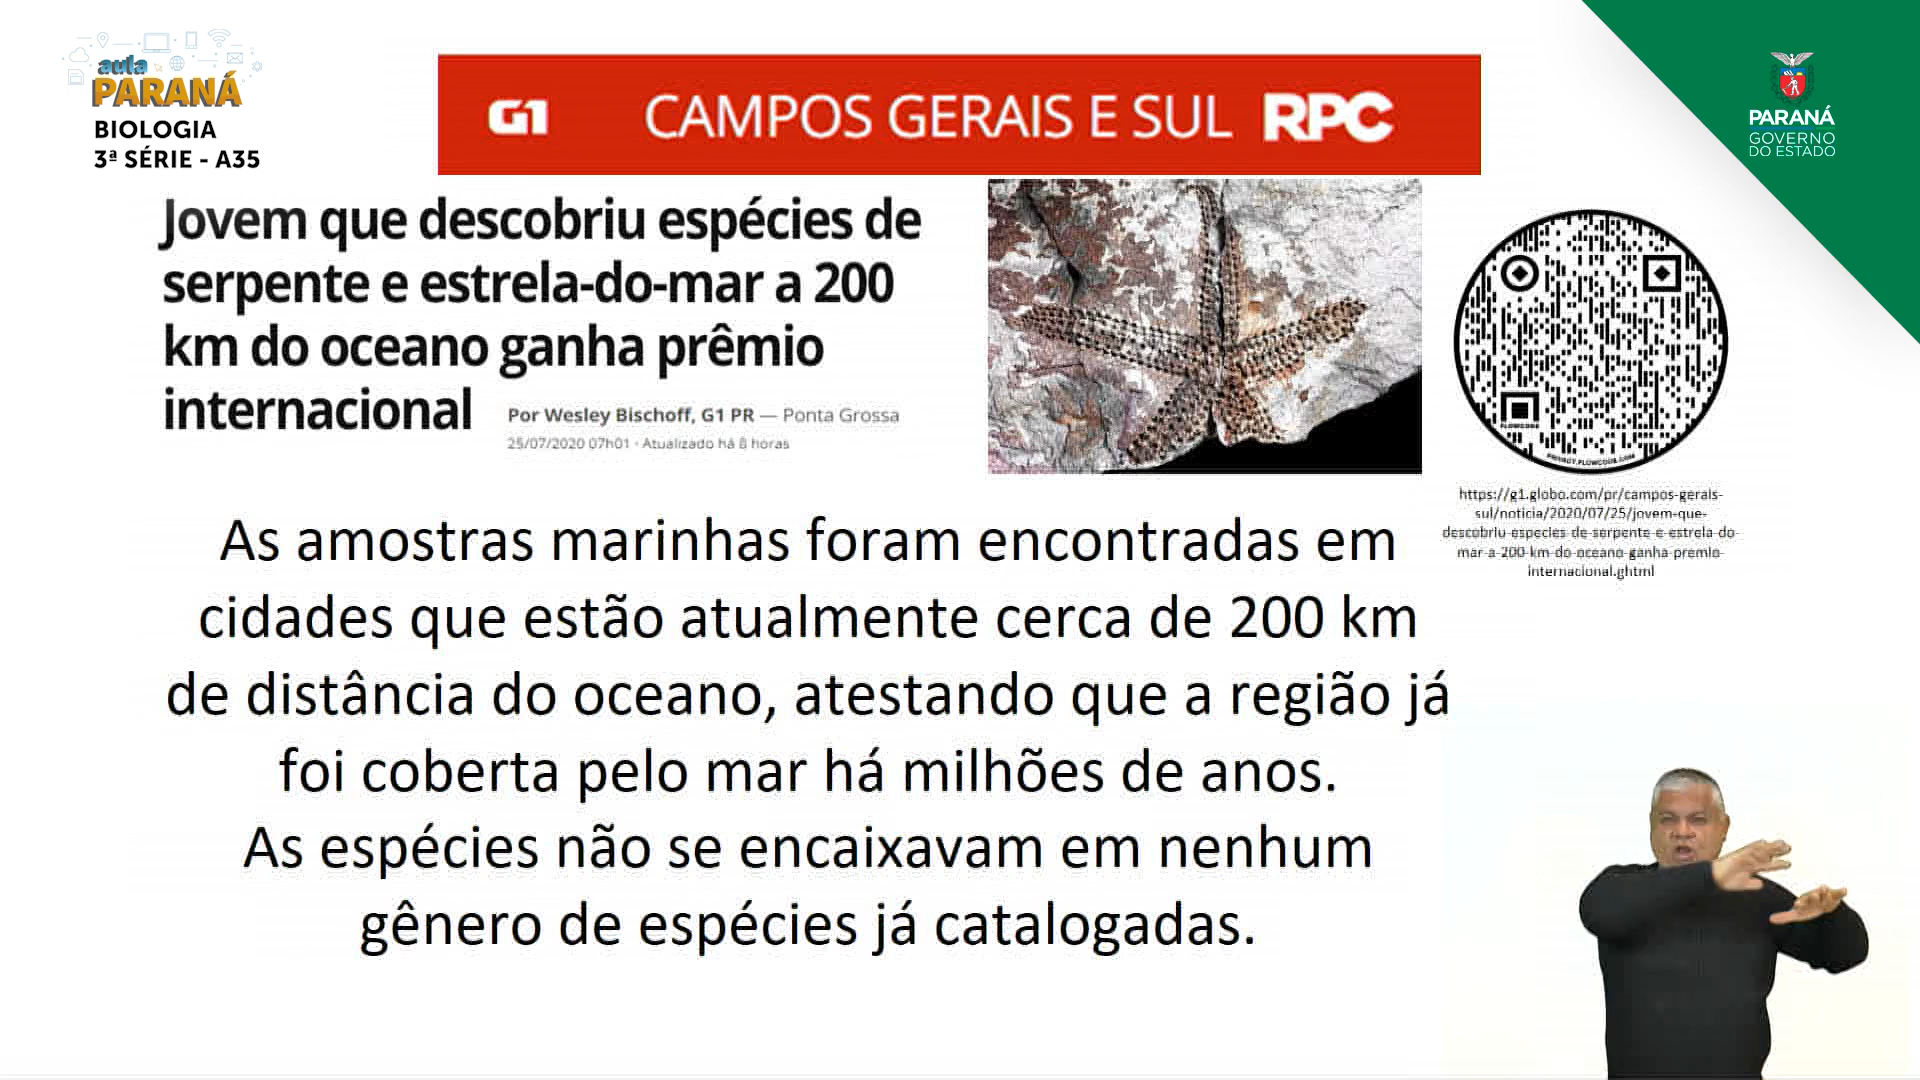 aula
PARANÁ
BIOLOGIA
3ª SÉRIE - A35
G1 CAMPOS GERAIS E SUL RPC
PARANÁ
GOVERNO
DO ESTADO
Jovem que descobriu espécies de
serpente e estrela-do-mar a 200
km do oceano ganha prêmio
internacional
Por Wesley Bischoff, G1 PR — Ponta Grossa
25/07/2020 07h01 · Atualizado há 8 horas
FLOWCODE
PRIVACY.FLOWCODE.COM
https://g1.globo.com/pr/campos-gerais-
sul/noticia/2020/07/25/jovem-que-
descobriu-especies-de-serpente-e-estrela-do-
mar-a-200-km-do-oceano-ganha-premio-
internacional.ghtml
As amostras marinhas foram encontradas em
cidades que estão atualmente cerca de 200 km
de distância do oceano, atestando que a região já
foi coberta pelo mar há milhões de anos.
As espécies não se encaixavam em nenhum
gênero de espécies já catalogadas.